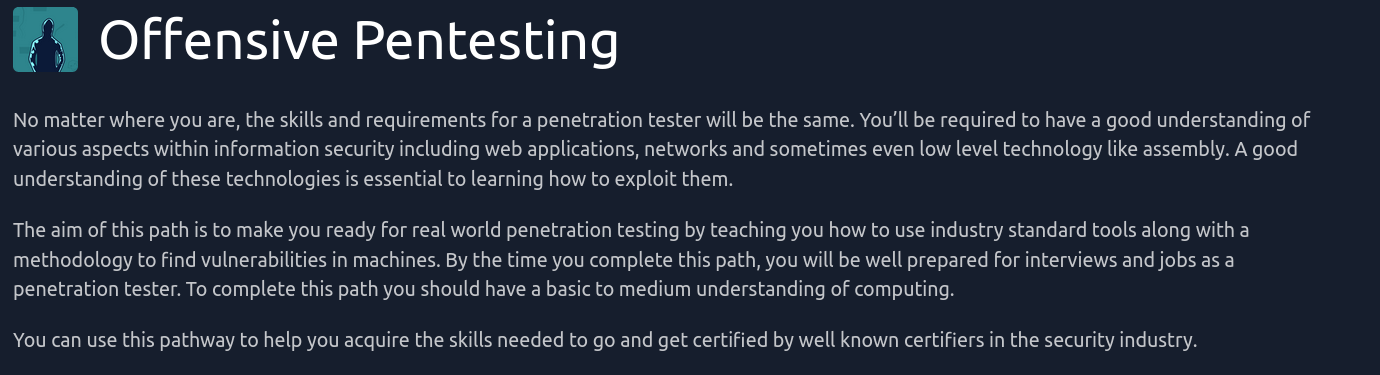 Offensive Pentesting
No matter where you are, the skills and requirements for a penetration tester will be the same. You’ll be required to have a good understanding of
various aspects within information security including web applications, networks and sometimes even low level technology like assembly. A good
understanding of these technologies is essential to learning how to exploit them.
The aim of this path is to make you ready for real world penetration testing by teaching you how to use industry standard tools along with a
methodology to find vulnerabilities in machines. By the time you complete this path, you will be well prepared for interviews and jobs as a
penetration tester. To complete this path you should have a basic to medium understanding of computing.
You can use this pathway to help you acquire the skills needed to go and get certified by well known certifiers in the security industry.